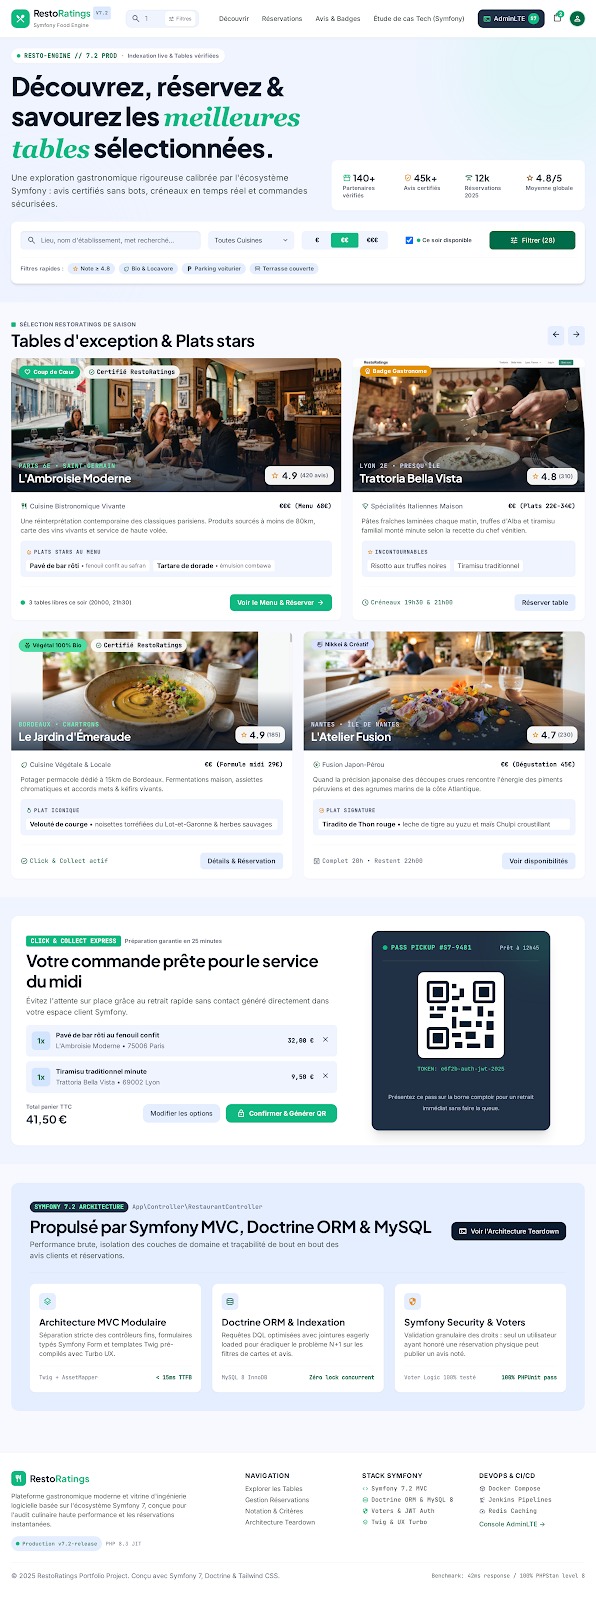 RestoRatings V7.2
Symfony Food Engine
1 Filtres
Découvrir Réservations Avis & Badges Étude de cas Tech (Symfony) AdminLTE
RESTO-ENGINE // 7.2 PROD • Indexation live & Tables vérifiées
Découvrez, réservez &
savourez les meilleures
tables sélectionnées.
Une exploration gastronomique rigoureuse calibrée par l'écosystème
Symfony : avis certifiés sans bots, créneaux en temps réel et commandes
sécurisées.
140+ 45k+ 12k 4.8/5
Partenaires vérifiés Avis certifiés Réservations 2025 Moyenne globale
Lieu, nom d'établissement, met recherché... Toutes Cuisines € €€ €€€ Ce soir disponible Filtrer (28)
Filtres rapides : Note ≥ 4.8 Bio & Locavore Parking voiturier Terrasse couverte
SÉLECTION RESTORATINGS DE SAISON
Tables d'exception & Plats stars
Coup de Cœur Certifié RestoRatings
PARIS 6E • SAINT-GERMAIN
L'Ambroisie Moderne 4.9 (420 avis)
Cuisine Bistronomique Vivante €€€ (Menu 68€)
Une réinterprétation contemporaine des classiques parisiens. Produits sourcés à moins de 80km,
carte des vins vivants et service de haute volée.
PLATS STARS AU MENU
Pavé de bar rôti • fenouil confit au safran Tartare de dorade • émulsion combawa
3 tables libres ce soir (20h00, 21h30) Voir le Menu & Réserver →
RestoRatings
Badge Gastronome
LYON 2E • PRESQU'ÎLE
Trattoria Bella Vista 4.8 (310)
Spécialités Italiennes Maison €€ (Plats 22€-34€)
Pâtes fraîches laminées chaque matin, truffes d'Alba et tiramisu
familial monté minute selon la recette du chef vénitien.
INCONTOURNABLES
Risotto aux truffes noires Tiramisu traditionnel
Créneaux 19h30 & 21h00 Réserver table
Végétal 100% Bio Certifié RestoRatings
BORDEAUX • CHARTRONS
Le Jardin d'Émeraude 4.9 (185)
Cuisine Végétale & Locale €€ (Formule midi 29€)
Potager permacole dédié à 15km de Bordeaux. Fermentations maison, assiettes
chromatiques et accords mets & kéfirs vivants.
PLAT ICONIQUE
Velouté de courge • noisettes torréfiées du Lot-et-Garonne & herbes sauvages
Click & Collect actif Détails & Réservation
Nikkei & Créatif
NANTES • ÎLE DE NANTES
L'Atelier Fusion 4.7 (230)
Fusion Japon-Pérou €€ (Dégustation 45€)
Quand la précision japonaise des découpes crues rencontre l'énergie des piments
péruviens et des agrumes marins de la côte Atlantique.
PLAT SIGNATURE
Tiradito de Thon rouge • leche de tigre au yuzu et maïs Chulpi croustillant
Complet 20h • Restent 22h00 Voir disponibilités
CLICK & COLLECT EXPRESS Préparation garantie en 25 minutes
Votre commande prête pour le service
du midi
Évitez l'attente sur place grâce au retrait rapide sans contact généré directement dans
votre espace client Symfony.
1x Pavé de bar rôti au fenouil confit 32,00 €
L'Ambroisie Moderne • 75006 Paris
1x Tiramisu traditionnel minute 9,50 €
Trattoria Bella Vista • 69002 Lyon
Total panier TTC
41,50 € Modifier les options Confirmer & Générer QR
PASS PICKUP #S7-9481 Prêt à 12h45
TOKEN: e6f2b-auth-jwt-2025
Présentez ce pass sur la borne comptoir pour un retrait
immédiat sans faire la queue.
SYMFONY 7.2 ARCHITECTURE App\Controller\RestaurantController
Propulsé par Symfony MVC, Doctrine ORM & MySQL
Voir l'Architecture Teardown
Performance brute, isolation des couches de domaine et traçabilité de bout en bout des
avis clients et réservations.
Architecture MVC Modulaire
Séparation stricte des contrôleurs fins, formulaires
typés Symfony Form et templates Twig pré-
compilés avec Turbo UX.
Twig + AssetMapper < 15ms TTFB
Doctrine ORM & Indexation
Requêtes DQL optimisées avec jointures eagerly
loaded pour éradiquer le problème N+1 sur les
filtres de cartes et avis.
MySQL 8 InnoDB Zéro lock concurrent
Symfony Security & Voters
Validation granulaire des droits : seul un utilisateur
ayant honoré une réservation physique peut
publier un avis noté.
Voter Logic 100% testé 100% PHPUnit pass
RestoRatings
Plateforme gastronomique moderne et vitrine d'ingénierie
logicielle basée sur l'écosystème Symfony 7, conçue pour
l'audit culinaire haute performance et les réservations
instantanées.
Production v7.2-release PHP 8.3 JIT
NAVIGATION
Explorer les Tables
Gestion Réservations
Notation & Critères
Architecture Teardown
STACK SYMFONY
Symfony 7.2 MVC
Doctrine ORM & MySQL 8
Voters & JWT Auth
Twig & UX Turbo
DEVOPS & CI/CD
Docker Compose
Jenkins Pipelines
Redis Caching
Console AdminLTE →
© 2025 RestoRatings Portfolio Project. Conçu avec Symfony 7, Doctrine & Tailwind CSS.
Benchmark: 42ms response / 100% PHPStan level 8